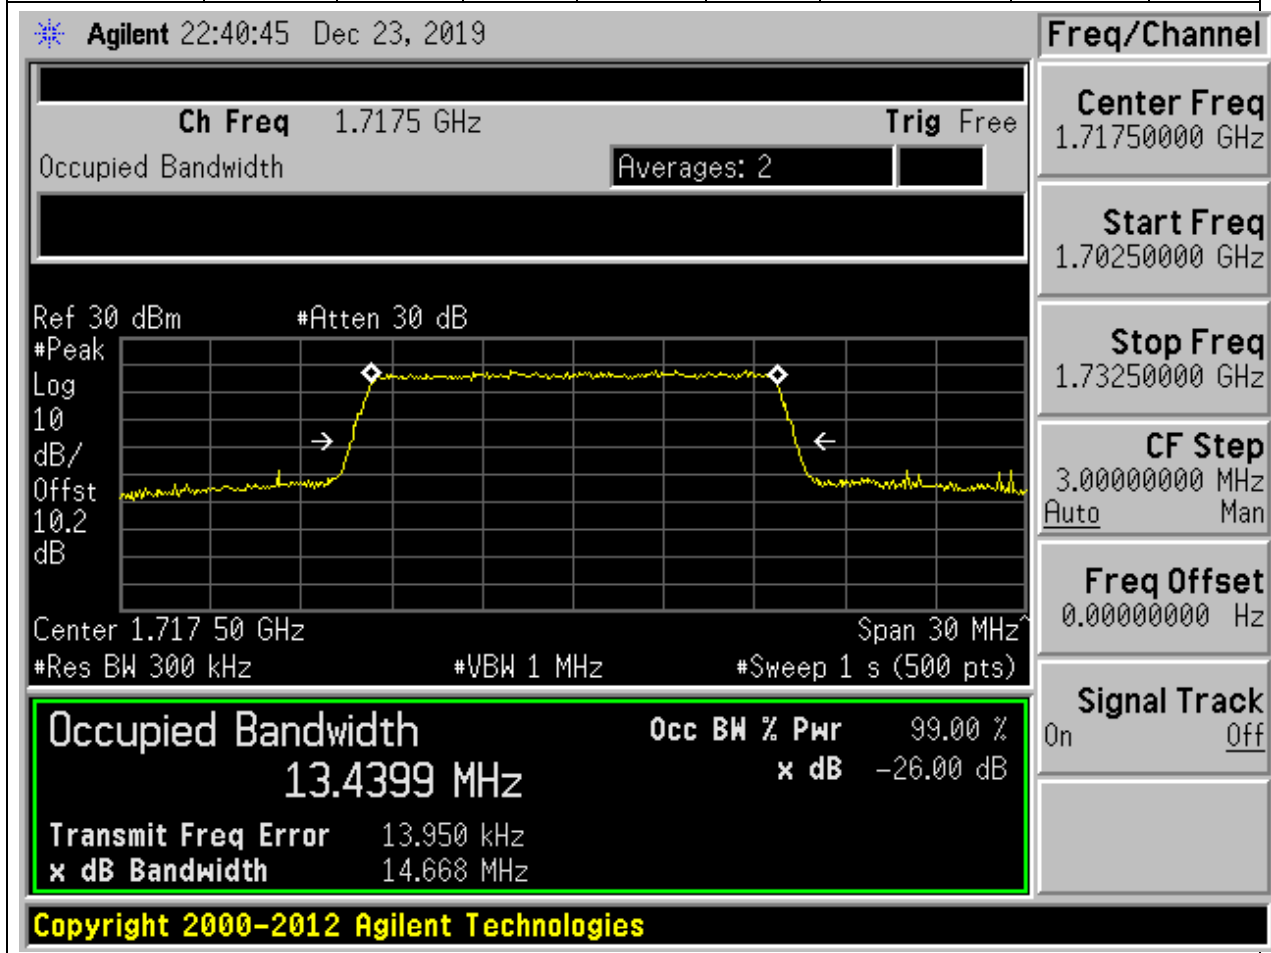 Agilent 22:40:45 Dec 23, 2019
Freq/Channel
Ch Freq 1.7175 GHz Trig Free
Occupied Bandwidth Averages: 2
Center Freq
1.71750000 GHz
Start Freq
1.70250000 GHz
Stop Freq
1.73250000 GHz
CF Step
3.00000000 MHz
Auto Man
Freq Offset
0.00000000 Hz
Signal Track
On Off
Ref 30 dBm #Atten 30 dB
#Peak
Log
10
dB/
Offst
10.2
dB
Center 1.717 50 GHz Span 30 MHz^
#Res BW 300 kHz #VBW 1 MHz #Sweep 1 s (500 pts)
Occupied Bandwidth Occ BW % Pwr 99.00 %
13.4399 MHz x dB -26.00 dB
Transmit Freq Error 13.950 kHz
x dB Bandwidth 14.668 MHz
Copyright 2000-2012 Agilent Technologies